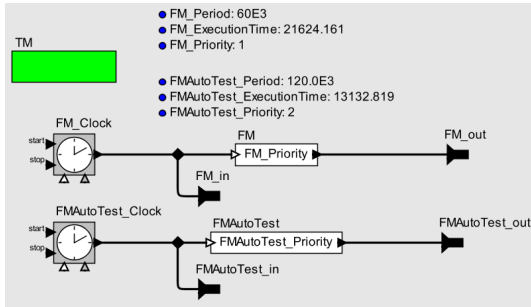 FM_Period: 60E3
FM_ExecutionTime: 21624.161
FM_Priority: 1
TM
FMAutoTest_Period: 120.0E3
FMAutoTest_ExecutionTime: 13132.819
FMAutoTest_Priority: 2
FM_Clock
FM
FM_out
start
stop
FM_Priority
FM_in
FMAutoTest_Clock
FMAutoTest
FMAutoTest_out
start
stop
FMAutoTest_Priority
FMAutoTest_in